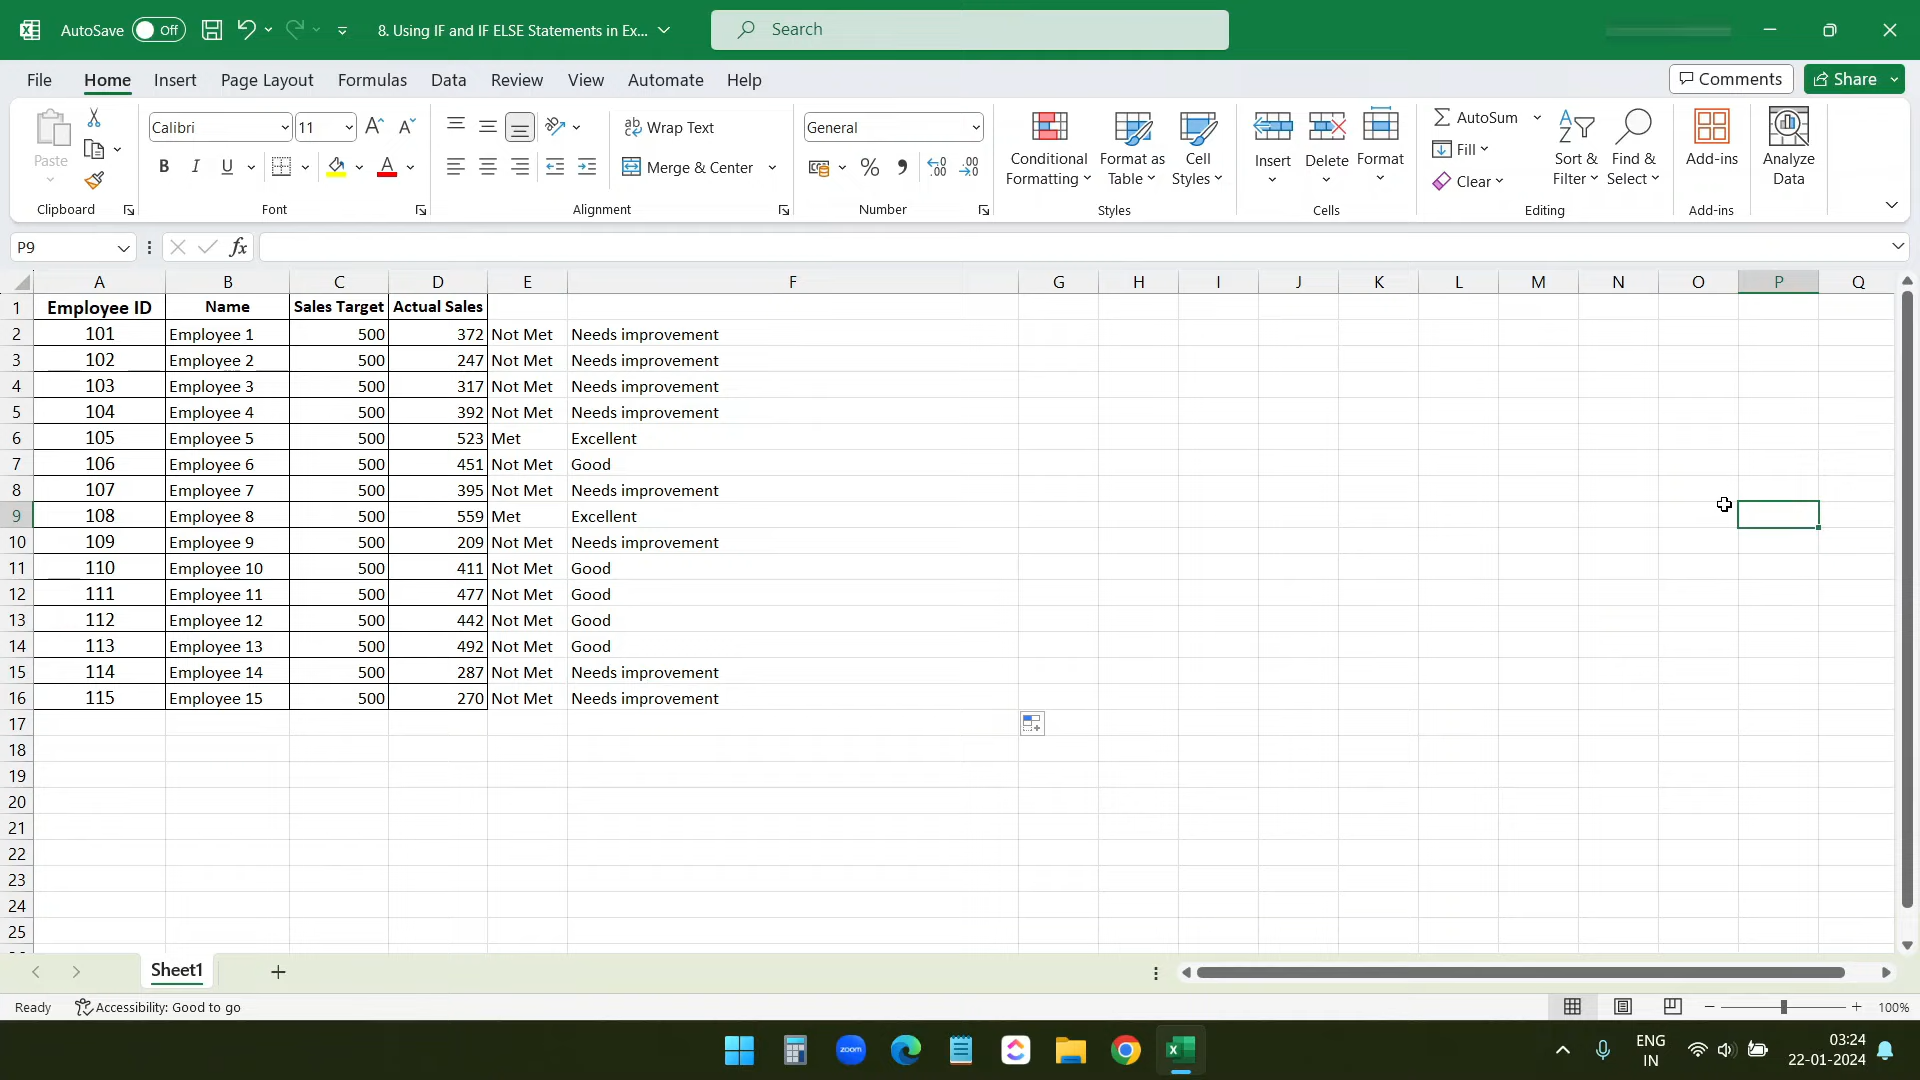 AutoSave Off 8. Using IF and IF ELSE Statements in Ex... Search
File Home Insert Page Layout Formulas Data Review View Automate Help Comments Share
Paste
Clipboard
Calibri 11
B I U A
Font
Wrap Text
Merge & Center
Alignment
General
Number
Conditional Formatting
Format as Table
Cell Styles
Styles
Insert Delete Format
Cells
AutoSum
Fill
Clear
Sort & Filter
Find & Select
Editing
Add-ins
Add-ins
Analyze Data
P9 fx
A B C D E F G H I J K L M N O P Q
1 Employee ID Name Sales Target Actual Sales
2 101 Employee 1 500 372 Not Met Needs improvement
3 102 Employee 2 500 247 Not Met Needs improvement
4 103 Employee 3 500 317 Not Met Needs improvement
5 104 Employee 4 500 392 Not Met Needs improvement
6 105 Employee 5 500 523 Met Excellent
7 106 Employee 6 500 451 Not Met Good
8 107 Employee 7 500 395 Not Met Needs improvement
9 108 Employee 8 500 559 Met Excellent
10 109 Employee 9 500 209 Not Met Needs improvement
11 110 Employee 10 500 411 Not Met Good
12 111 Employee 11 500 477 Not Met Good
13 112 Employee 12 500 442 Not Met Good
14 113 Employee 13 500 492 Not Met Good
15 114 Employee 14 500 287 Not Met Needs improvement
16 115 Employee 15 500 270 Not Met Needs improvement
17
18
19
20
21
22
23
24
25
Sheet1
Ready Accessibility: Good to go 100%
zoom
ENG
IN
03:24
22-01-2024